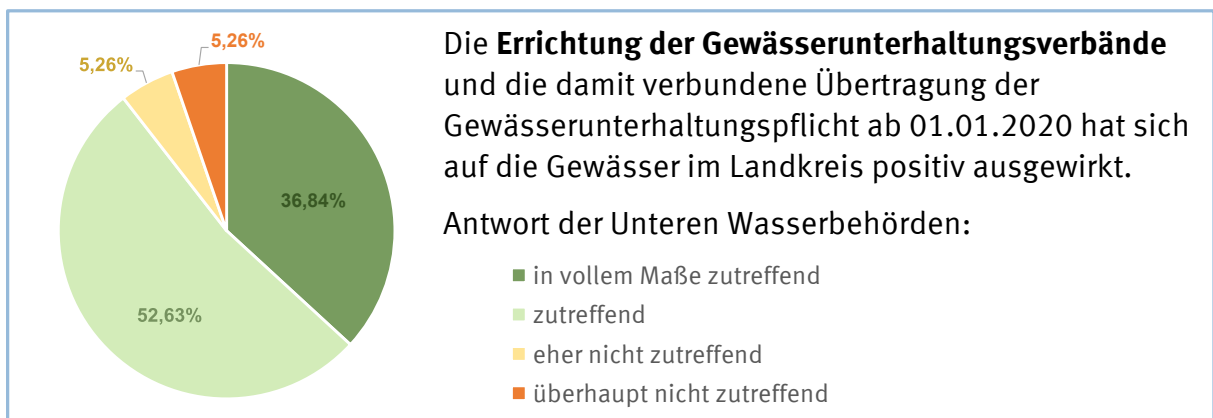 5,26%
5,26%
36,84%
52,63%
Die Errichtung der Gewässerunterhaltungsverbände
und die damit verbundene Übertragung der
Gewässerunterhaltungspflicht ab 01.01.2020 hat sich
auf die Gewässer im Landkreis positiv ausgewirkt.
Antwort der Unteren Wasserbehörden:
in vollem Maße zutreffend
zutreffend
eher nicht zutreffend
überhaupt nicht zutreffend